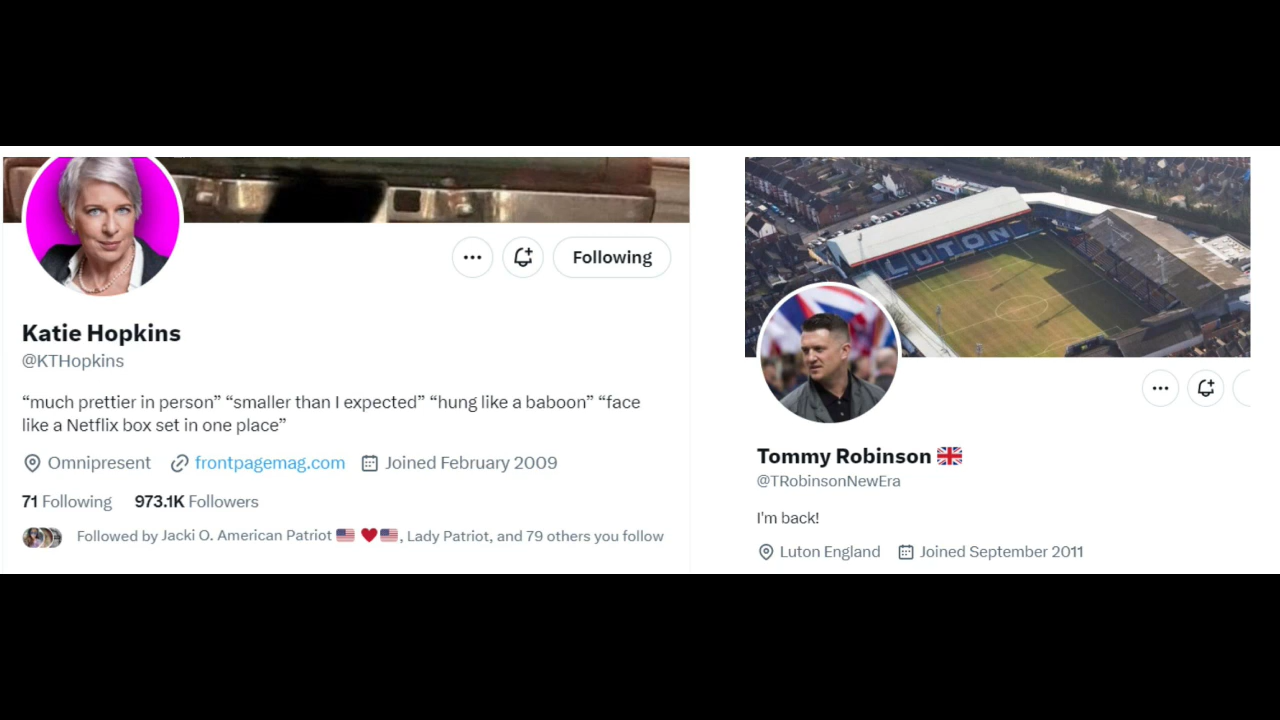 Following
Katie Hopkins
@KTHopkins
“much prettier in person” “smaller than I expected” “hung like a baboon” “face
like a Netflix box set in one place”
Omnipresent frontpagemag.com Joined February 2009
71 Following 973.1K Followers
Followed by Jacki O. American Patriot 🇺🇸 ❤️🇺🇸, Lady Patriot, and 79 others you follow
LUTON
Tommy Robinson 🇬🇧
@TRobinsonNewEra
I'm back!
Luton England Joined September 2011